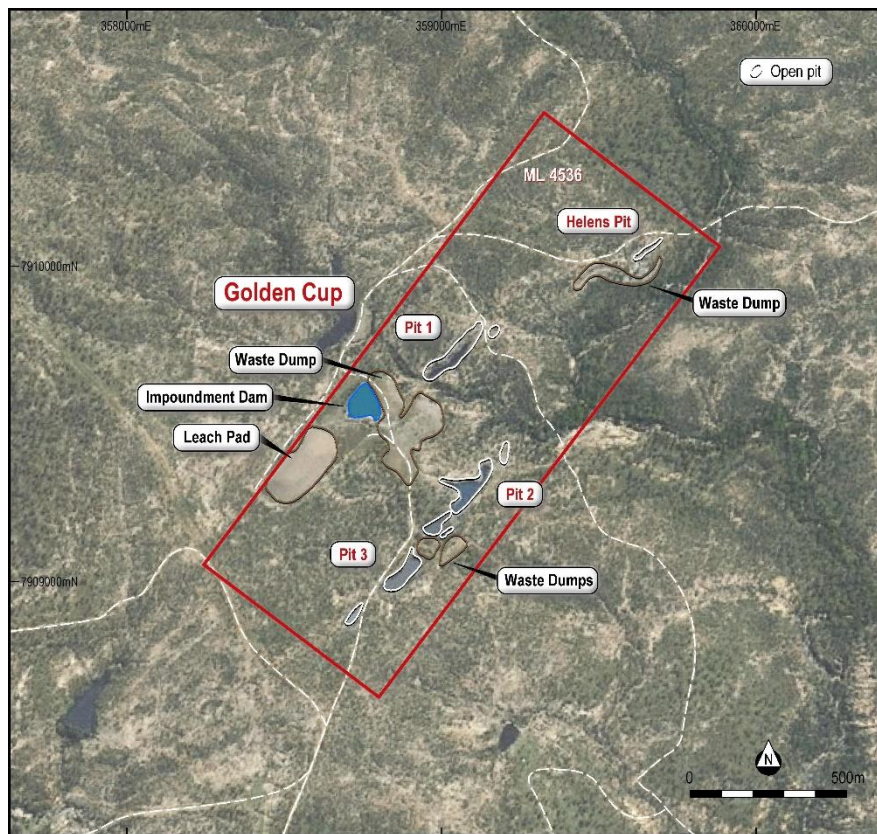 358000mE
359000mE
360000mE
Open pit
ML 4536
Helens Pit
7910000mN
Golden Cup
Waste Dump
Pit 1
Waste Dump
Impoundment Dam
Leach Pad
Pit 2
Pit 3
7909000mN
Waste Dumps
N
0
500m